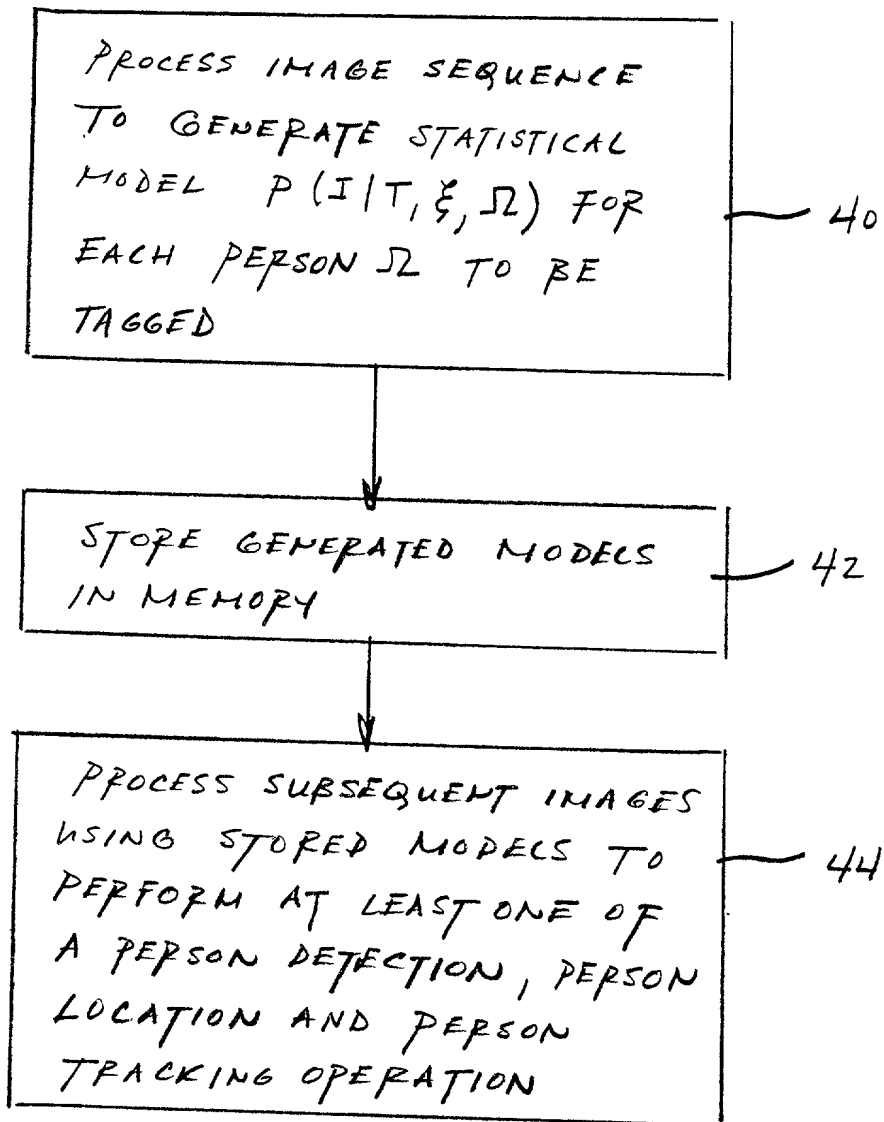 PROCESS IMAGE SEQUENCE
TO GENERATE STATISTICAL
MODEL P(I|T, ξ, Ω) FOR
EACH PERSON Ω TO BE
TAGGED
40
STORE GENERATED MODELS
IN MEMORY
42
PROCESS SUBSEQUENT IMAGES
USING STORED MODELS TO
PERFORM AT LEAST ONE OF
A PERSON DETECTION, PERSON
LOCATION AND PERSON
TRACKING OPERATION
44